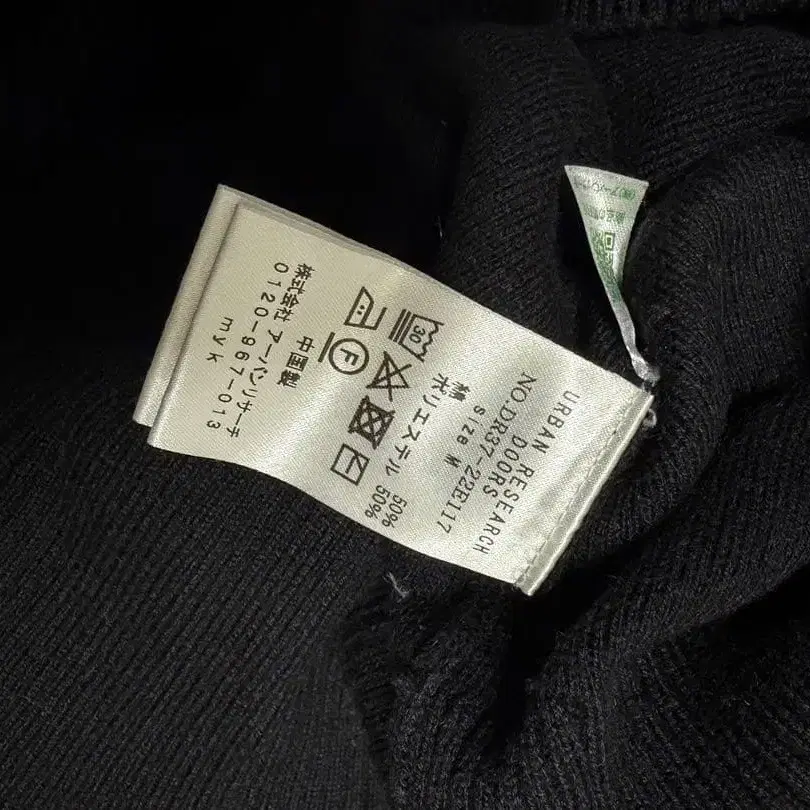 URBAN RESEARCH
DOORS
NO.DR37-22E117
SIZE M
綿 50%
ポリエステル 50%
30
F
中国製
株式会社 アーバンリサーチ
0120-967-013
myk